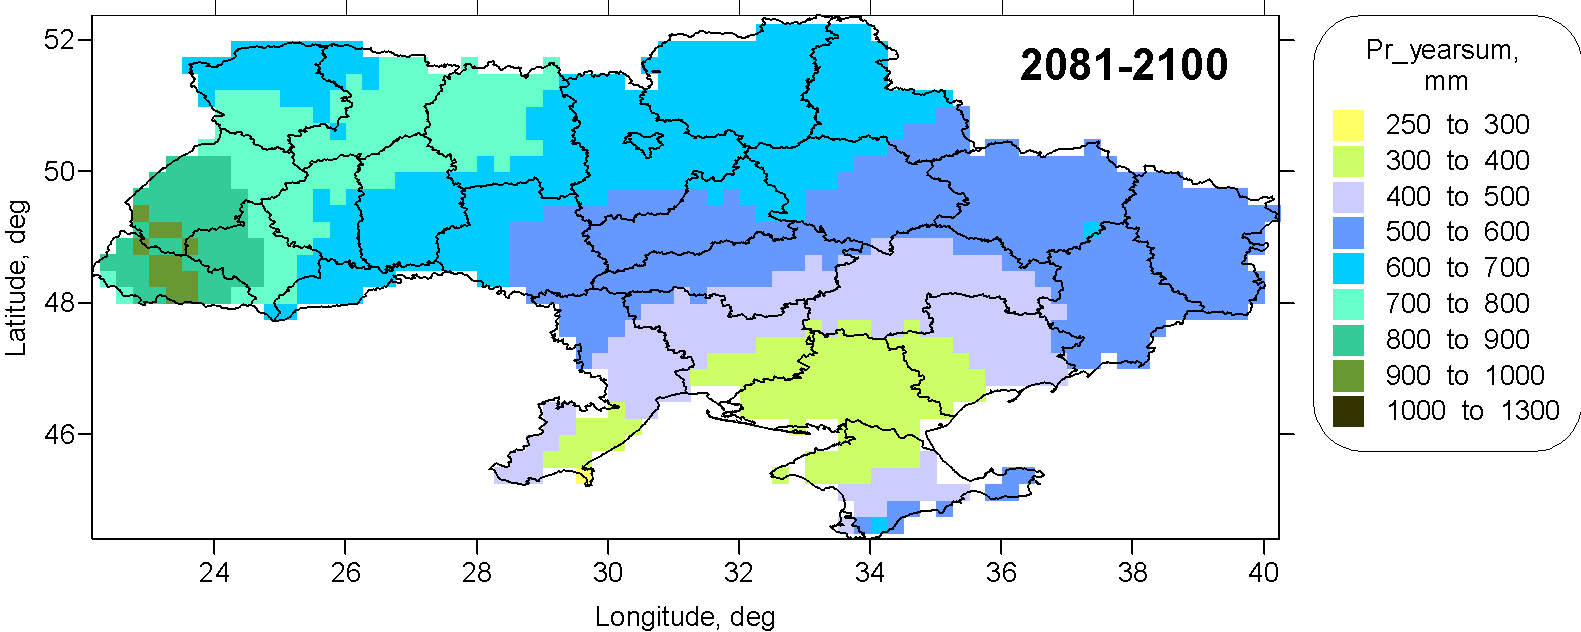 2081-2100
52
50
48
46
Latitude, deg
24 26 28 30 32 34 36 38 40
Longitude, deg
Pr_yearsum,
mm
250 to 300
300 to 400
400 to 500
500 to 600
600 to 700
700 to 800
800 to 900
900 to 1000
1000 to 1300